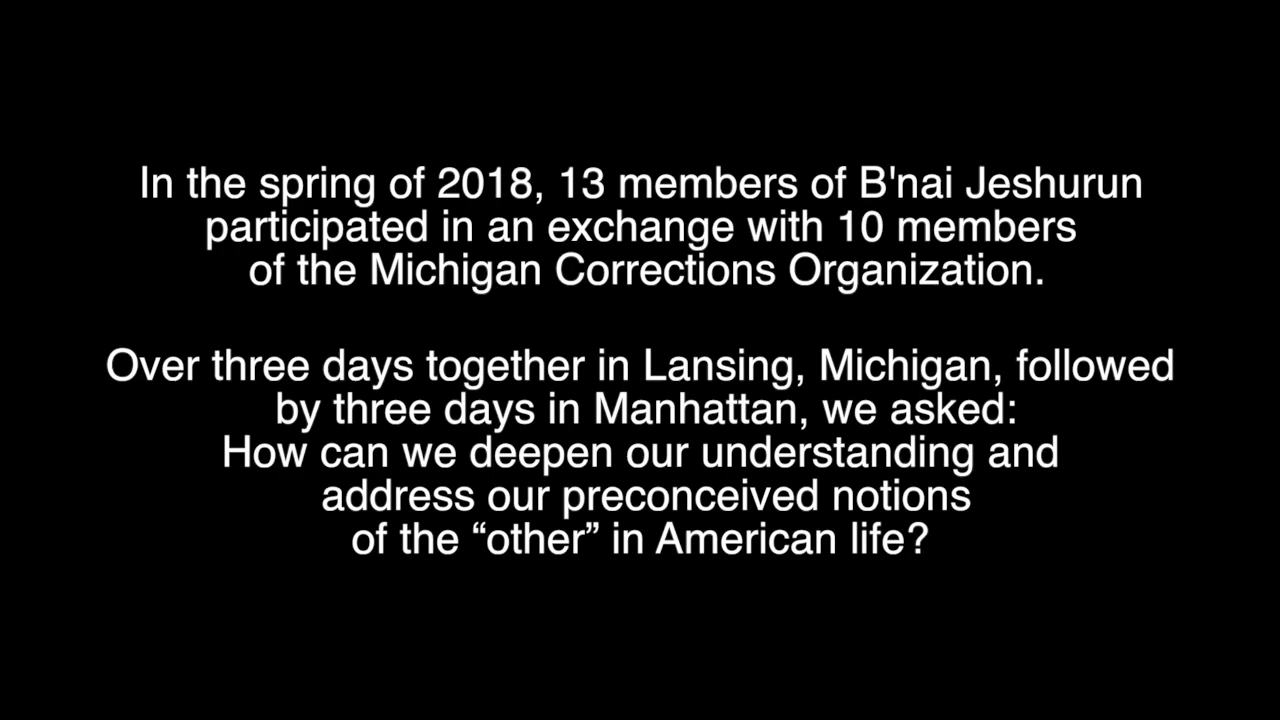 In the spring of 2018, 13 members of B'nai Jeshurun
participated in an exchange with 10 members
of the Michigan Corrections Organization.
Over three days together in Lansing, Michigan, followed
by three days in Manhattan, we asked:
How can we deepen our understanding and
address our preconceived notions
of the “other” in American life?